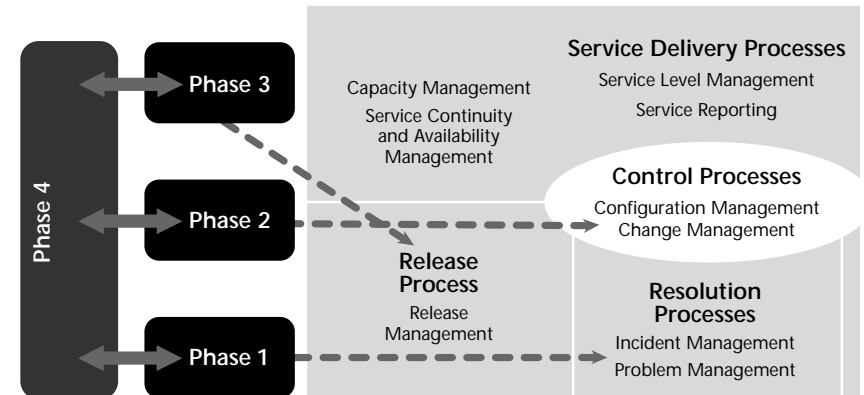 Phase 4
Phase 3
Phase 2
Phase 1
Capacity Management
Service Continuity
and Availability
Management
Service Delivery Processes
Service Level Management
Service Reporting
Control Processes
Configuration Management
Change Management
Release
Process
Release
Management
Resolution
Processes
Incident Management
Problem Management